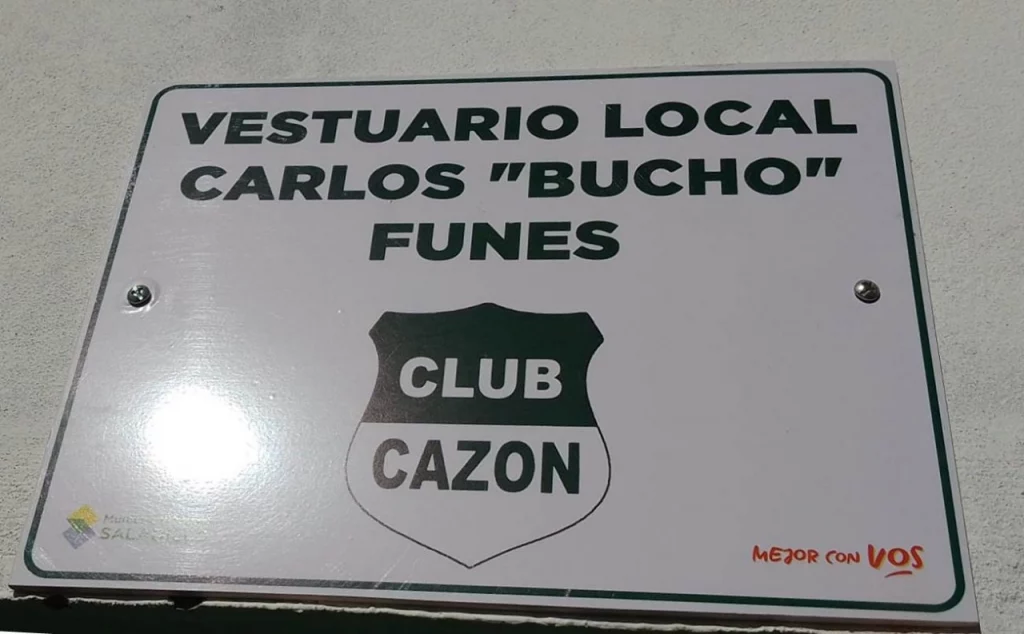 VESTUARIO LOCAL
CARLOS "BUCHO"
FUNES
CLUB
CAZON
MEJOR CON VOS